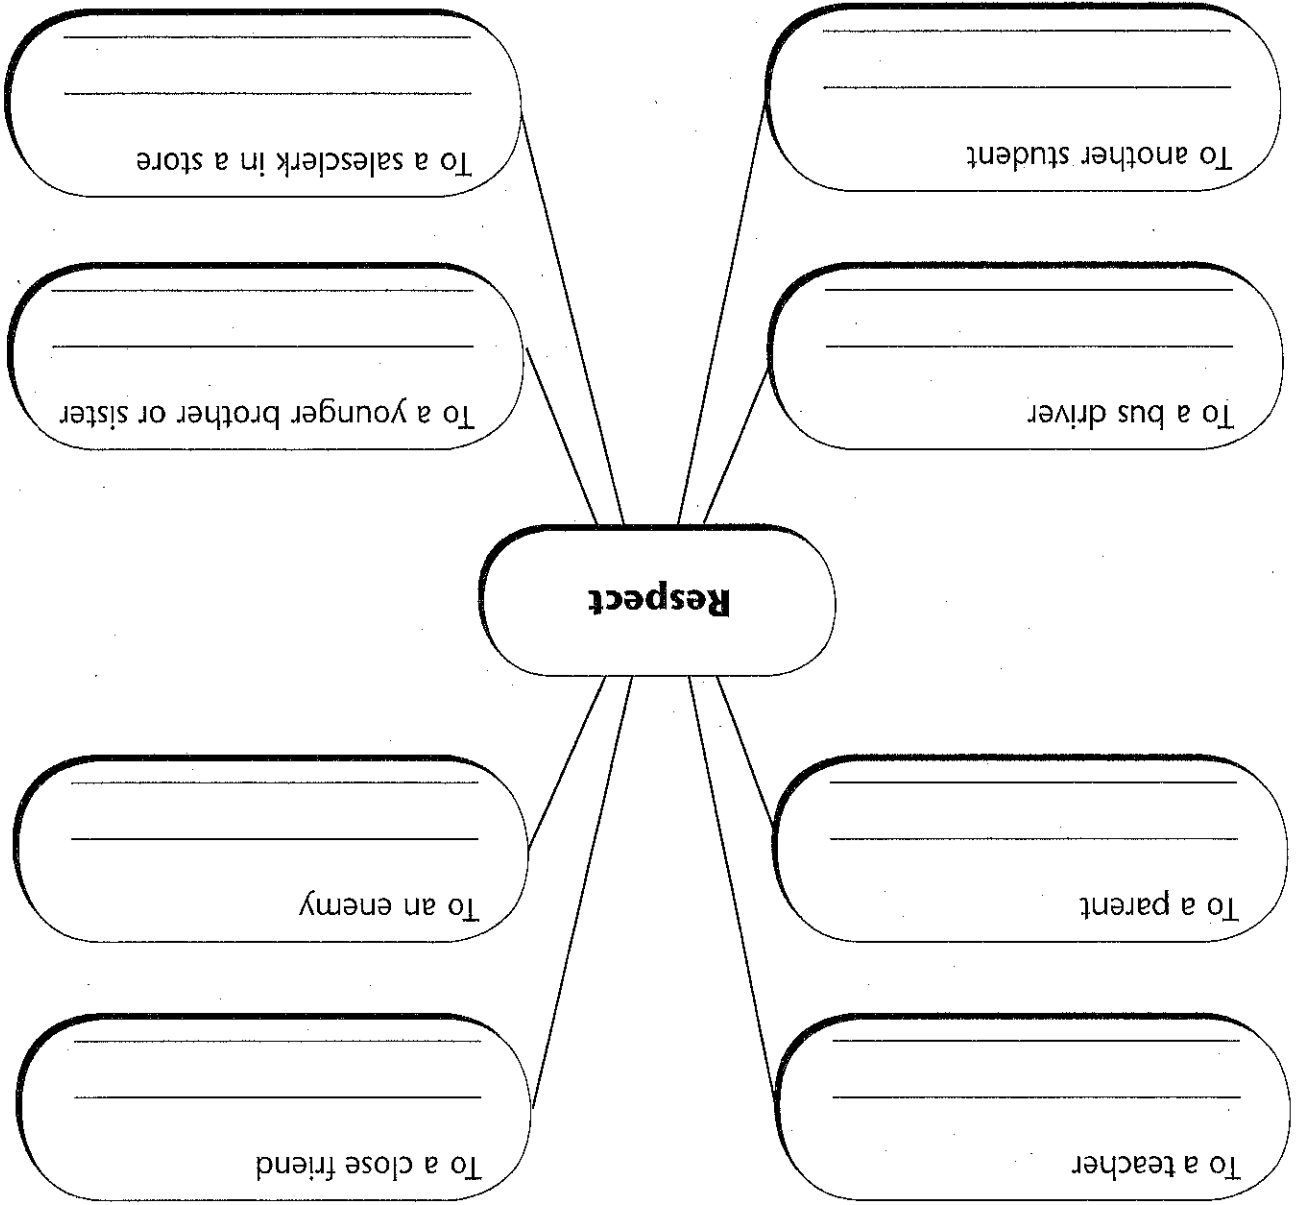 To a teacher
To a close friend
To a parent
To an enemy
Respect
To a bus driver
To a younger brother or sister
To another student
To a salesclerk in a store